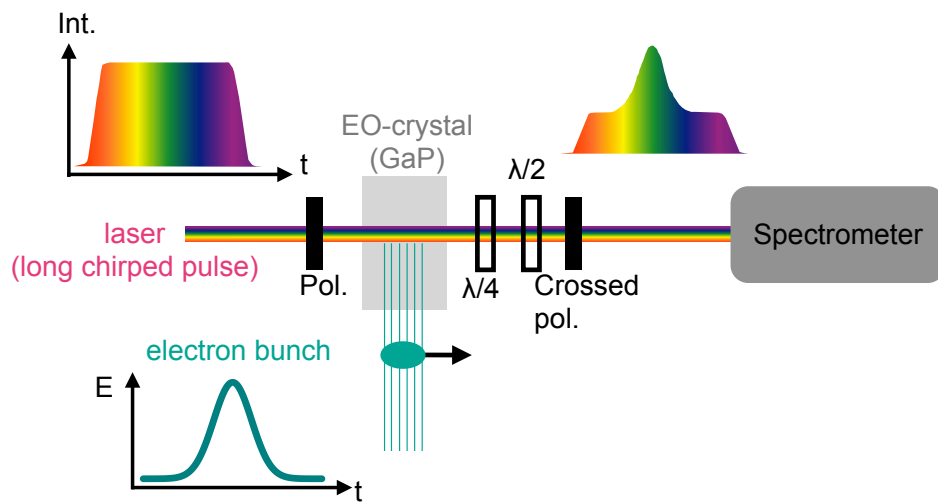 Int.
t
EO-crystal
(GaP)
λ/2
laser
(long chirped pulse)
Pol.
λ/4
Crossed
pol.
Spectrometer
electron bunch
E
t